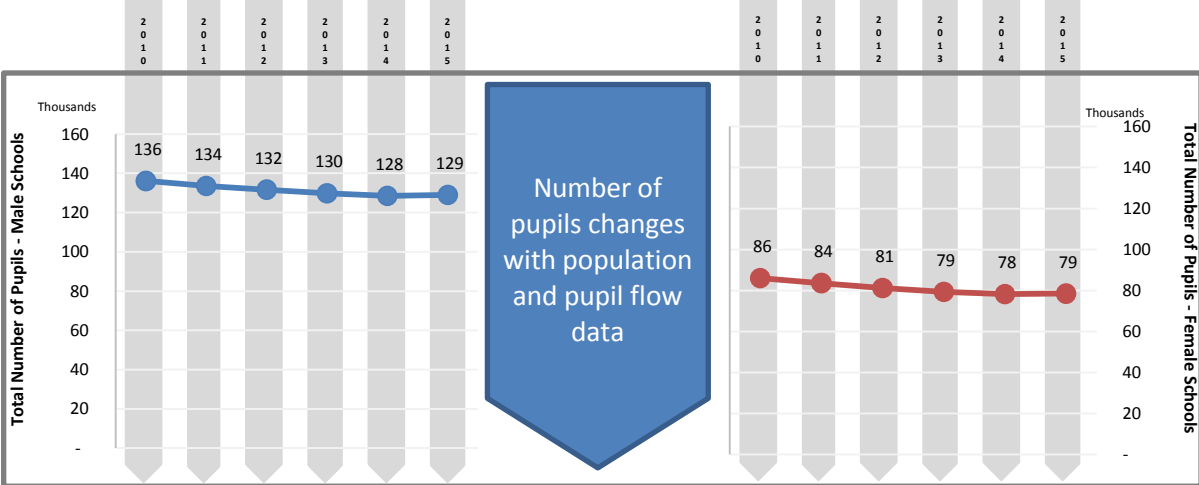 2010 2011 2012 2013 2014 2015
2010 2011 2012 2013 2014 2015
Thousands
Total Number of Pupils - Male Schools
160
140
120
100
80
60
40
20
-
136 134 132 130 128 129
Number of
pupils changes
with population
and pupil flow
data
86 84 81 79 78 79
Thousands
160
140
120
100
80
60
40
20
-
Total Number of Pupils - Female Schools